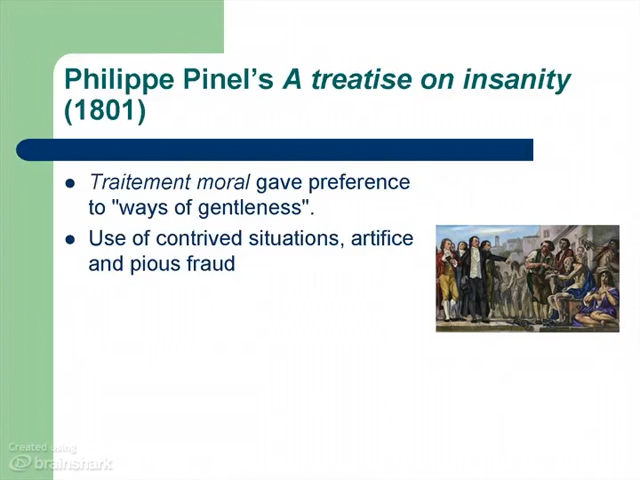 Philippe Pinel’s A treatise on insanity
(1801)
Traitement moral gave preference
to "ways of gentleness".
Use of contrived situations, artifice
and pious fraud
Created using
brainshark